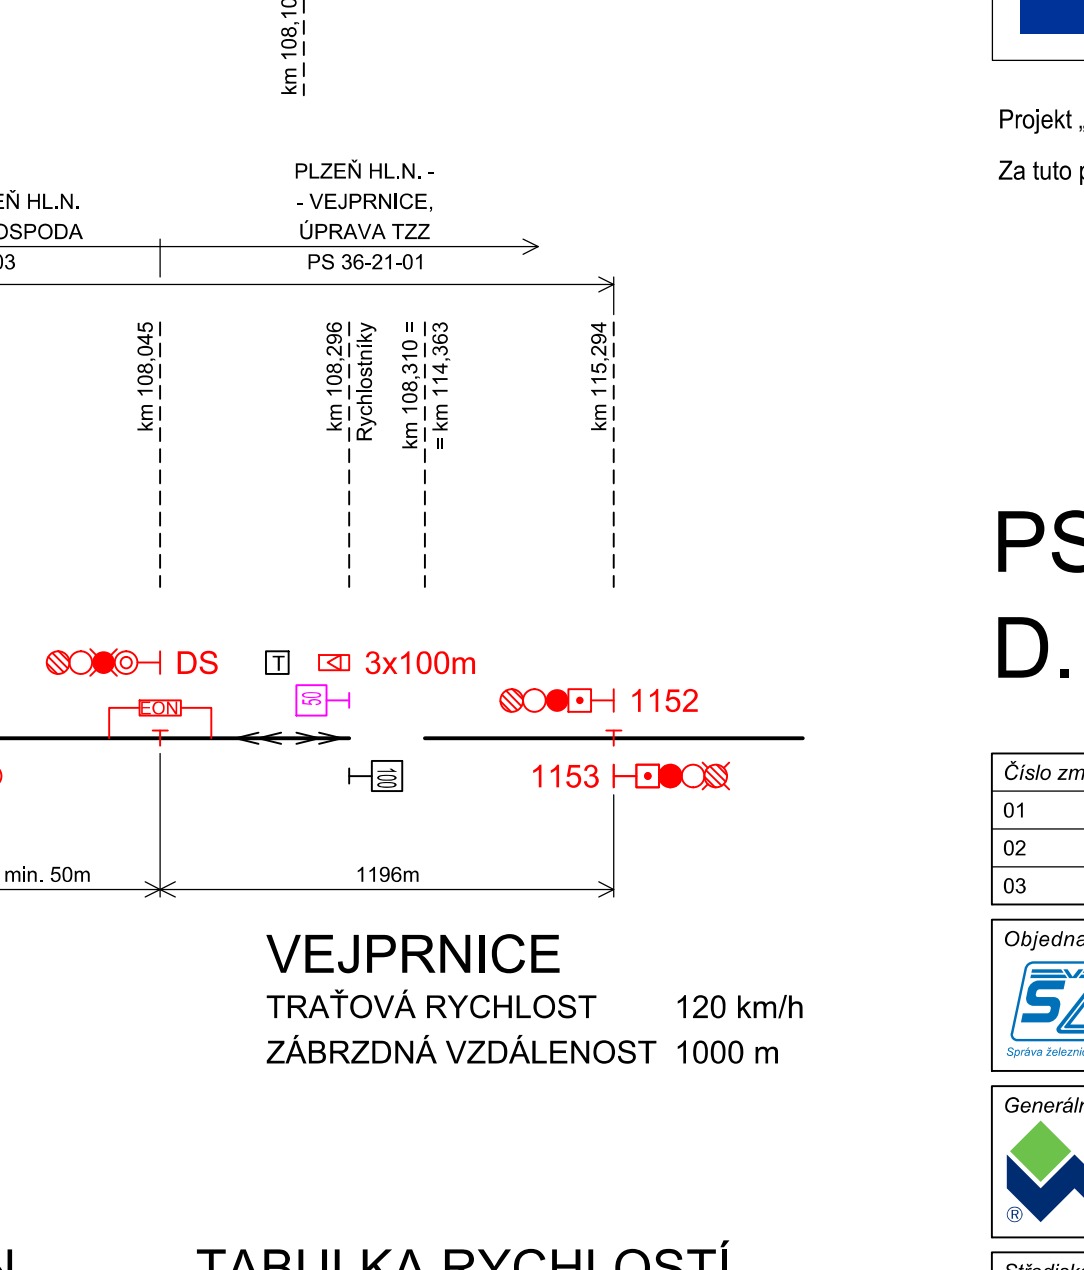 km 108,10
Projekt „
Za tuto p
PLZEŇ HL.N. -
- VEJPRNICE,
ÚPRAVA TZZ
PS 36-21-01
EŇ HL.N.
OSPODA
03
km 108,045
km 108,296
Rychlostníky
km 108,310 =
= km 114,363
km 115,294
PS
D.
DS
T
3x100m
50
EON
1152
1153
100
min. 50m
1196m
VEJPRNICE
TRAŤOVÁ RYCHLOST 120 km/h
ZÁBRZDNÁ VZDÁLENOST 1000 m
Číslo zm
01
02
03
Objedna
SŽ
Správa železnic
Generáln
®
N
TABULKA RYCHLOSTÍ
Středisko